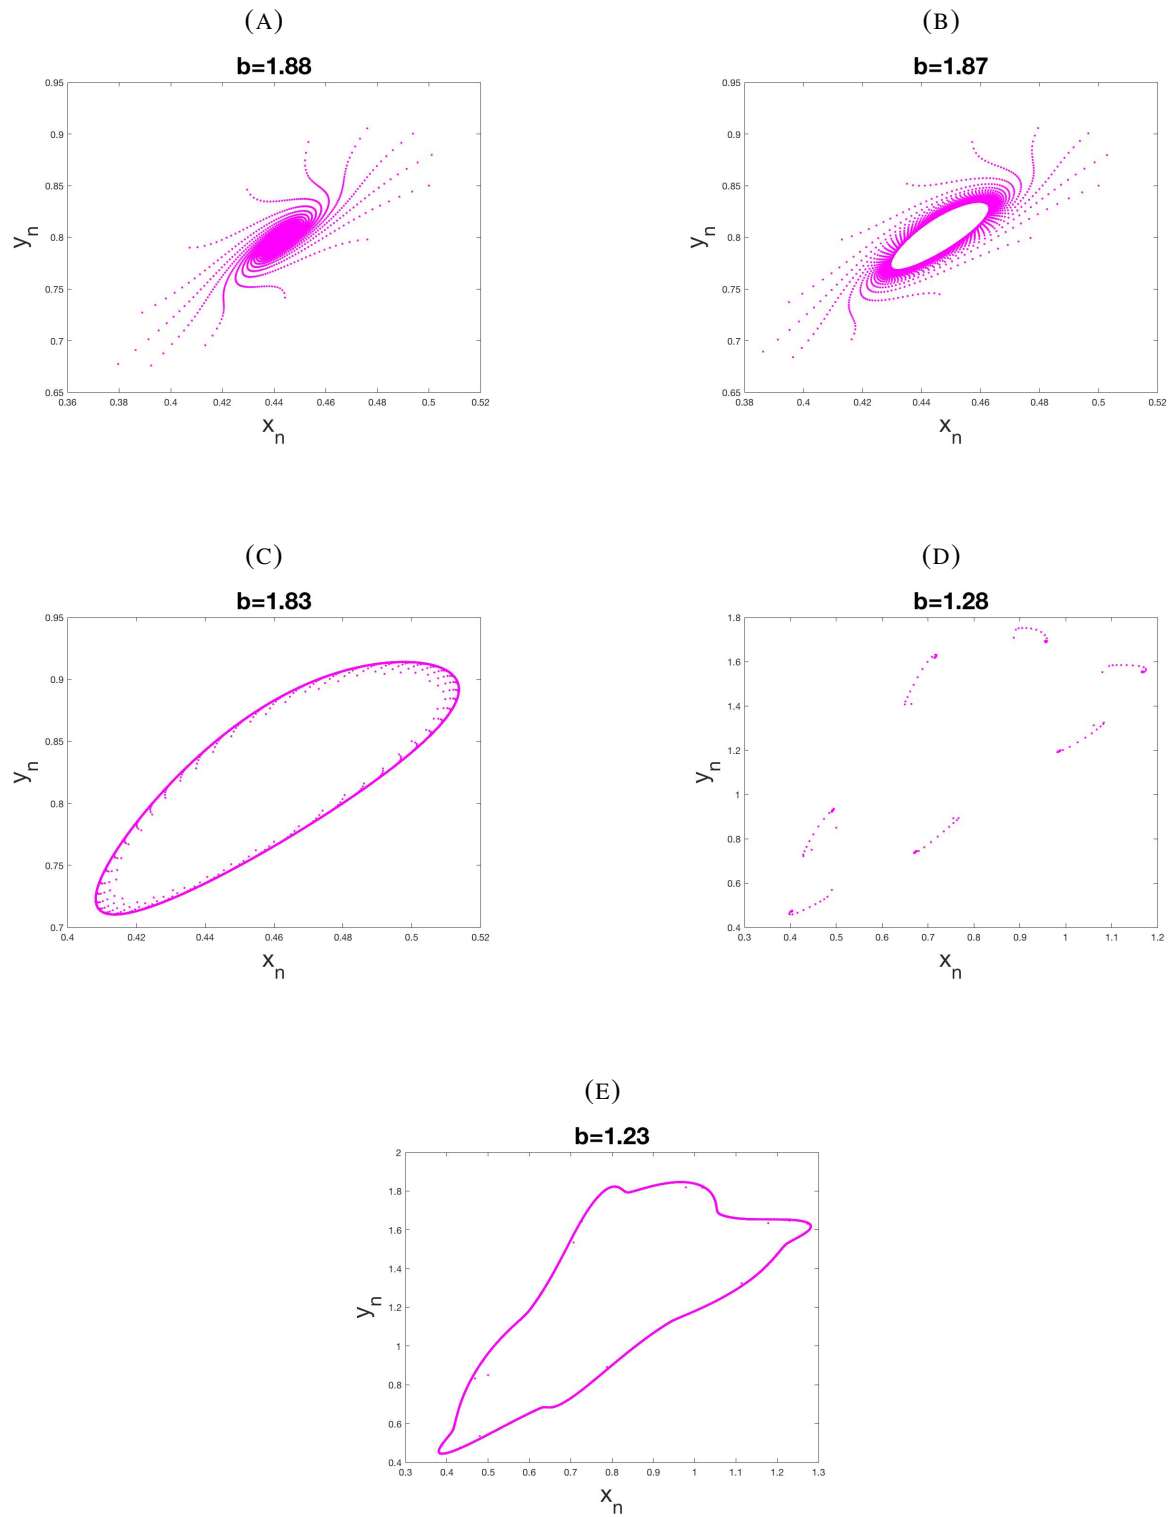 (A)
b=1.88
0.95
0.9
0.85
0.8
0.75
0.7
0.65
0.36 0.38 0.4 0.42 0.44 0.46 0.48 0.5 0.52
y_n
x_n
(B)
b=1.87
0.95
0.9
0.85
0.8
0.75
0.7
0.65
0.38 0.4 0.42 0.44 0.46 0.48 0.5 0.52
y_n
x_n
(C)
b=1.83
0.95
0.9
0.85
0.8
0.75
0.7
0.4 0.42 0.44 0.46 0.48 0.5 0.52
y_n
x_n
(D)
b=1.28
1.8
1.6
1.4
1.2
1
0.8
0.6
0.4
0.3 0.4 0.5 0.6 0.7 0.8 0.9 1 1.1 1.2
y_n
x_n
(E)
b=1.23
2
1.8
1.6
1.4
1.2
1
0.8
0.6
0.4
0.3 0.4 0.5 0.6 0.7 0.8 0.9 1 1.1 1.2 1.3
y_n
x_n